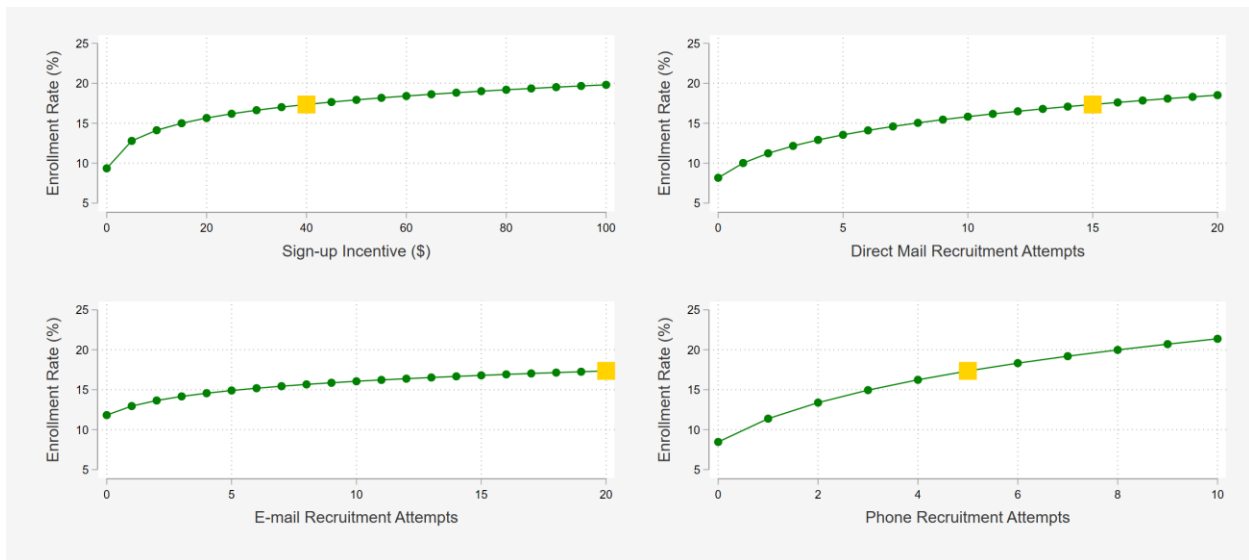 25
20
15
10
5
Enrollment Rate (%)
0 20 40 60 80 100
Sign-up Incentive ($)
25
20
15
10
5
Enrollment Rate (%)
0 5 10 15 20
Direct Mail Recruitment Attempts
25
20
15
10
5
Enrollment Rate (%)
0 5 10 15 20
E-mail Recruitment Attempts
25
20
15
10
5
Enrollment Rate (%)
0 2 4 6 8 10
Phone Recruitment Attempts